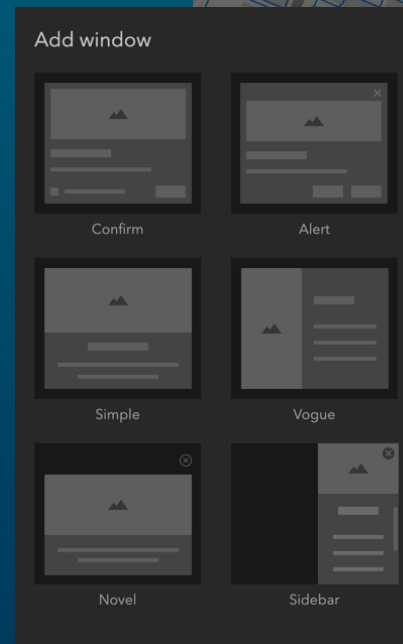 Add window
Confirm
Alert
Simple
Vogue
Novel
Sidebar